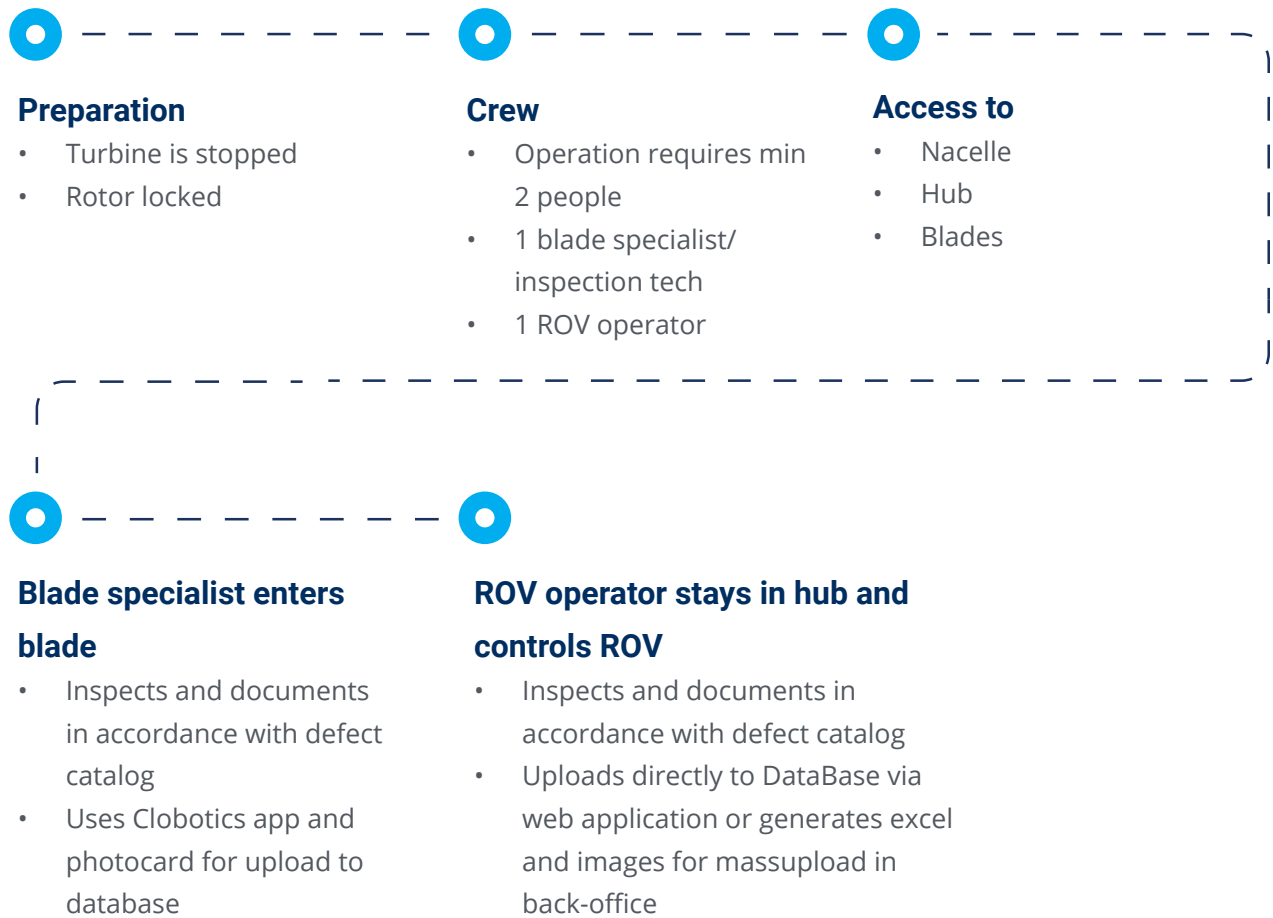 Preparation
• Turbine is stopped
• Rotor locked
Crew
• Operation requires min
2 people
• 1 blade specialist/
inspection tech
• 1 ROV operator
Access to
• Nacelle
• Hub
• Blades
Blade specialist enters
blade
• Inspects and documents
in accordance with defect
catalog
• Uses Clobotics app and
photocard for upload to
database
ROV operator stays in hub and
controls ROV
• Inspects and documents in
accordance with defect catalog
• Uploads directly to DataBase via
web application or generates excel
and images for massupload in
back-office